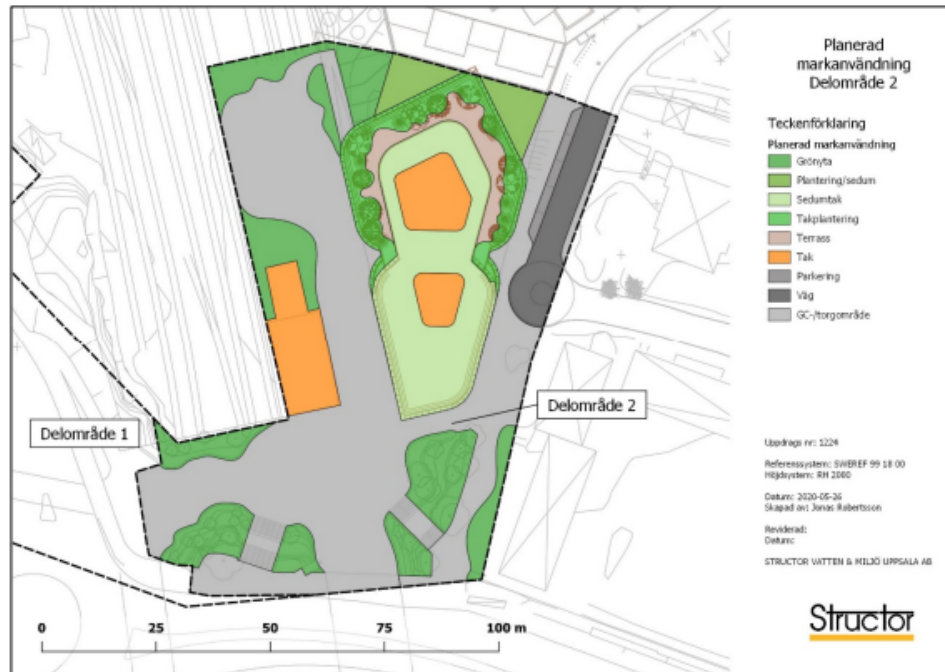 Planerad
markanvändning
Delområde 2
Teckenförklaring
Planerad markanvändning
Grönyta
Plantering/sedum
Sedumtak
Takplantering
Terrass
Tak
Parkering
Väg
GC-/torgområde
Delområde 1
Delområde 2
Uppdrags nr: 1224
Referenssystem: SWEREF 99 18 00
Höjdsystem: RH 2000
Datum: 2020-05-26
Skapad av: Jonas Robertsson
Reviderad:
Datum:
STRUCTOR VATTEN & MILJÖ UPPSALA AB
Structor
0 25 50 75 100 m